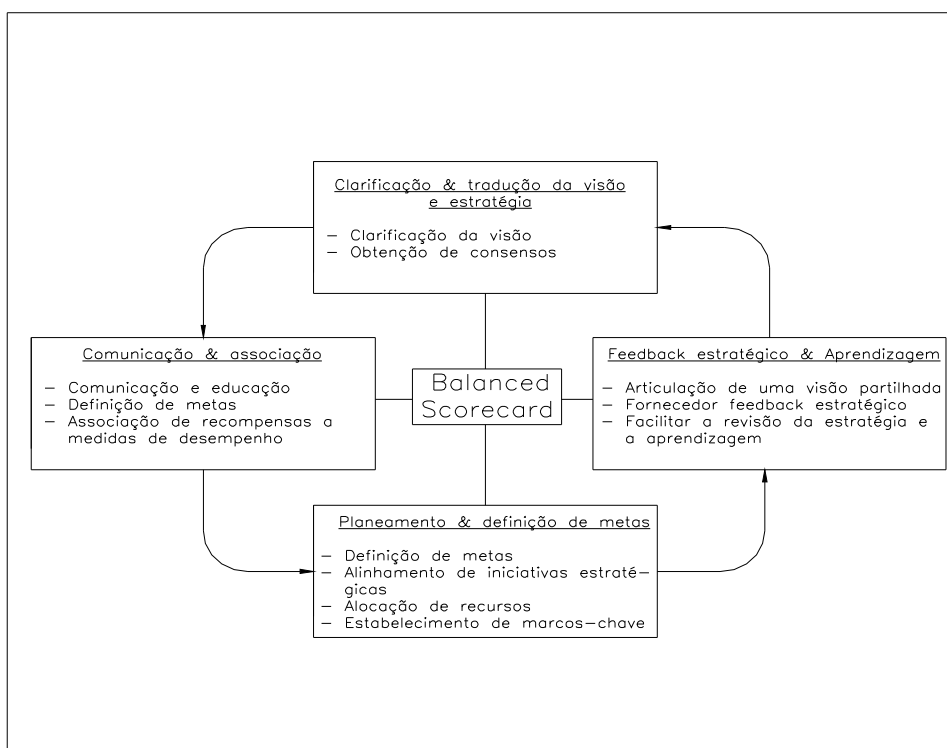 Clarificação & tradução da visão
e estratégia
– Clarificação da visão
– Obtenção de consensos
Comunicação & associação
– Comunicação e educação
– Definição de metas
– Associação de recompensas a
medidas de desempenho
Balanced
Scorecard
Feedback estratégico & Aprendizagem
– Articulação de uma visão partilhada
– Fornecedor feedback estratégico
– Facilitar a revisão da estratégia e
a aprendizagem
Planeamento & definição de metas
– Definição de metas
– Alinhamento de iniciativas estraté–
gicas
– Alocação de recursos
– Estabelecimento de marcos–chave